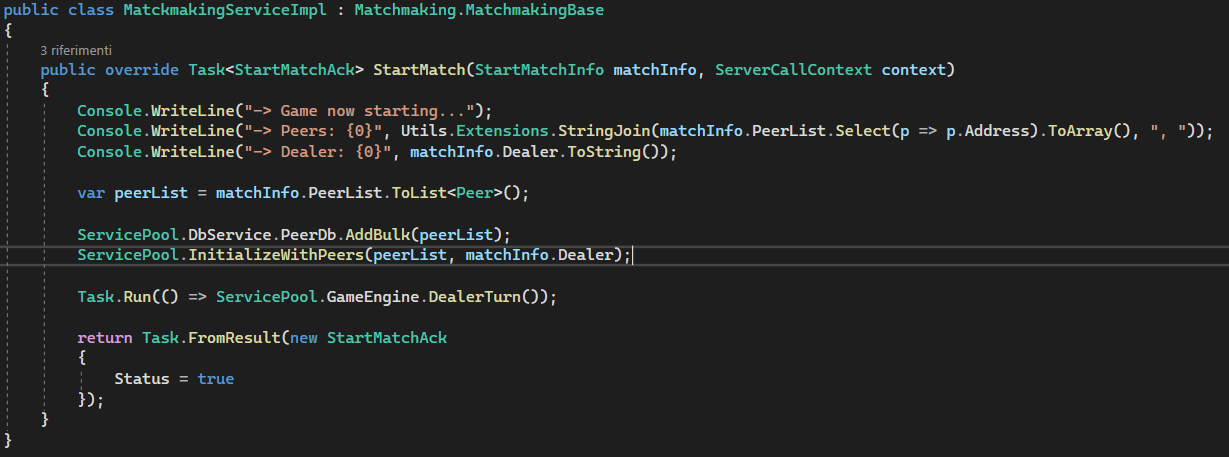 public class MatckmakingServiceImpl : Matchmaking.MatchmakingBase
{
3 riferimenti
public override Task<StartMatchAck> StartMatch(StartMatchInfo matchInfo, ServerCallContext context)
{
Console.WriteLine("-> Game now starting...");
Console.WriteLine("-> Peers: {0}", Utils.Extensions.StringJoin(matchInfo.PeerList.Select(p => p.Address).ToArray(), ", "));
Console.WriteLine("-> Dealer: {0}", matchInfo.Dealer.ToString());
var peerList = matchInfo.PeerList.ToList<Peer>();
ServicePool.DbService.PeerDb.AddBulk(peerList);
ServicePool.InitializeWithPeers(peerList, matchInfo.Dealer);
Task.Run(() => ServicePool.GameEngine.DealerTurn());
return Task.FromResult(new StartMatchAck
{
Status = true
});
}
}